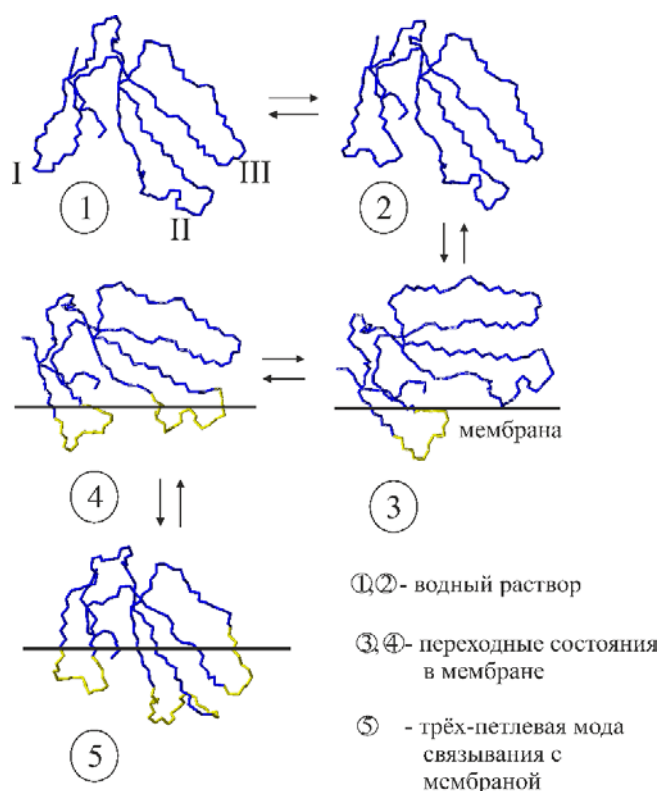 I
II
III
1
2
мембрана
4
3
5
①,② - водный раствор
③,④ - переходные состояния
в мембране
⑤ - трёх-петлевая мода
связывания с
мембраной